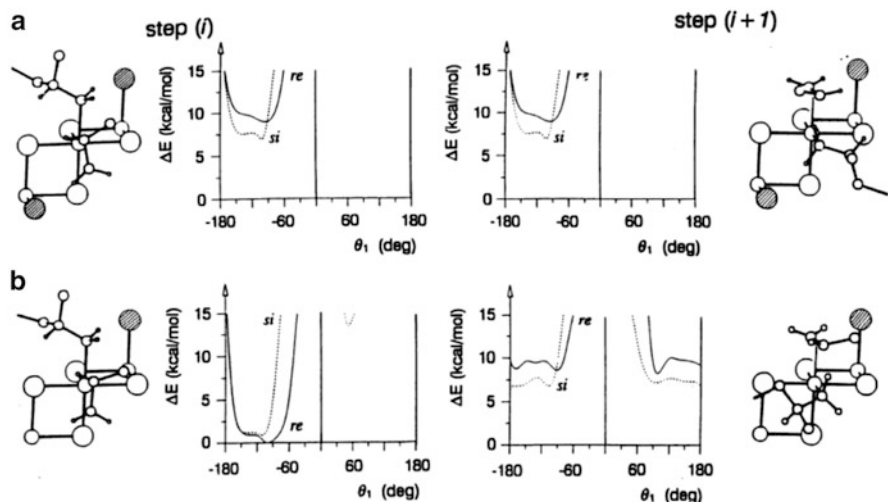 a
step (i)
step (i + 1)
ΔE (kcal/mol)
15
10
5
0
re
si
-180
-60
60
180
θ1 (deg)
ΔE (kcal/mol)
15
10
5
0
re
si
-180
-60
60
180
θ1 (deg)
b
ΔE (kcal/mol)
15
10
5
0
si
re
-180
-60
60
180
θ1 (deg)
ΔE (kcal/mol)
15
10
5
0
re
si
-180
-60
60
180
θ1 (deg)